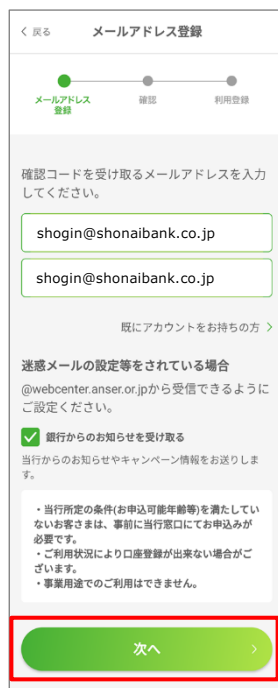 戻る メールアドレス登録
メールアドレス 確認 利用登録
登録
確認コードを受け取るメールアドレスを入力
してください。
shogin@shonaibank.co.jp
shogin@shonaibank.co.jp
既にアカウントをお持ちの方
迷惑メールの設定等をされている場合
@webcenter.anser.or.jpから受信できるように
ご設定ください。
銀行からのお知らせを受け取る
当行からのお知らせやキャンペーン情報をお送りしま
す。
・当行所定の条件(お申込可能年齢等)を満たしてい
ないお客さまは、事前に当行窓口にてお申込みが
必要です。
・ご利用状況により口座登録が出来ない場合がご
ざいます。
・事業用途でのご利用はできません。
次へ